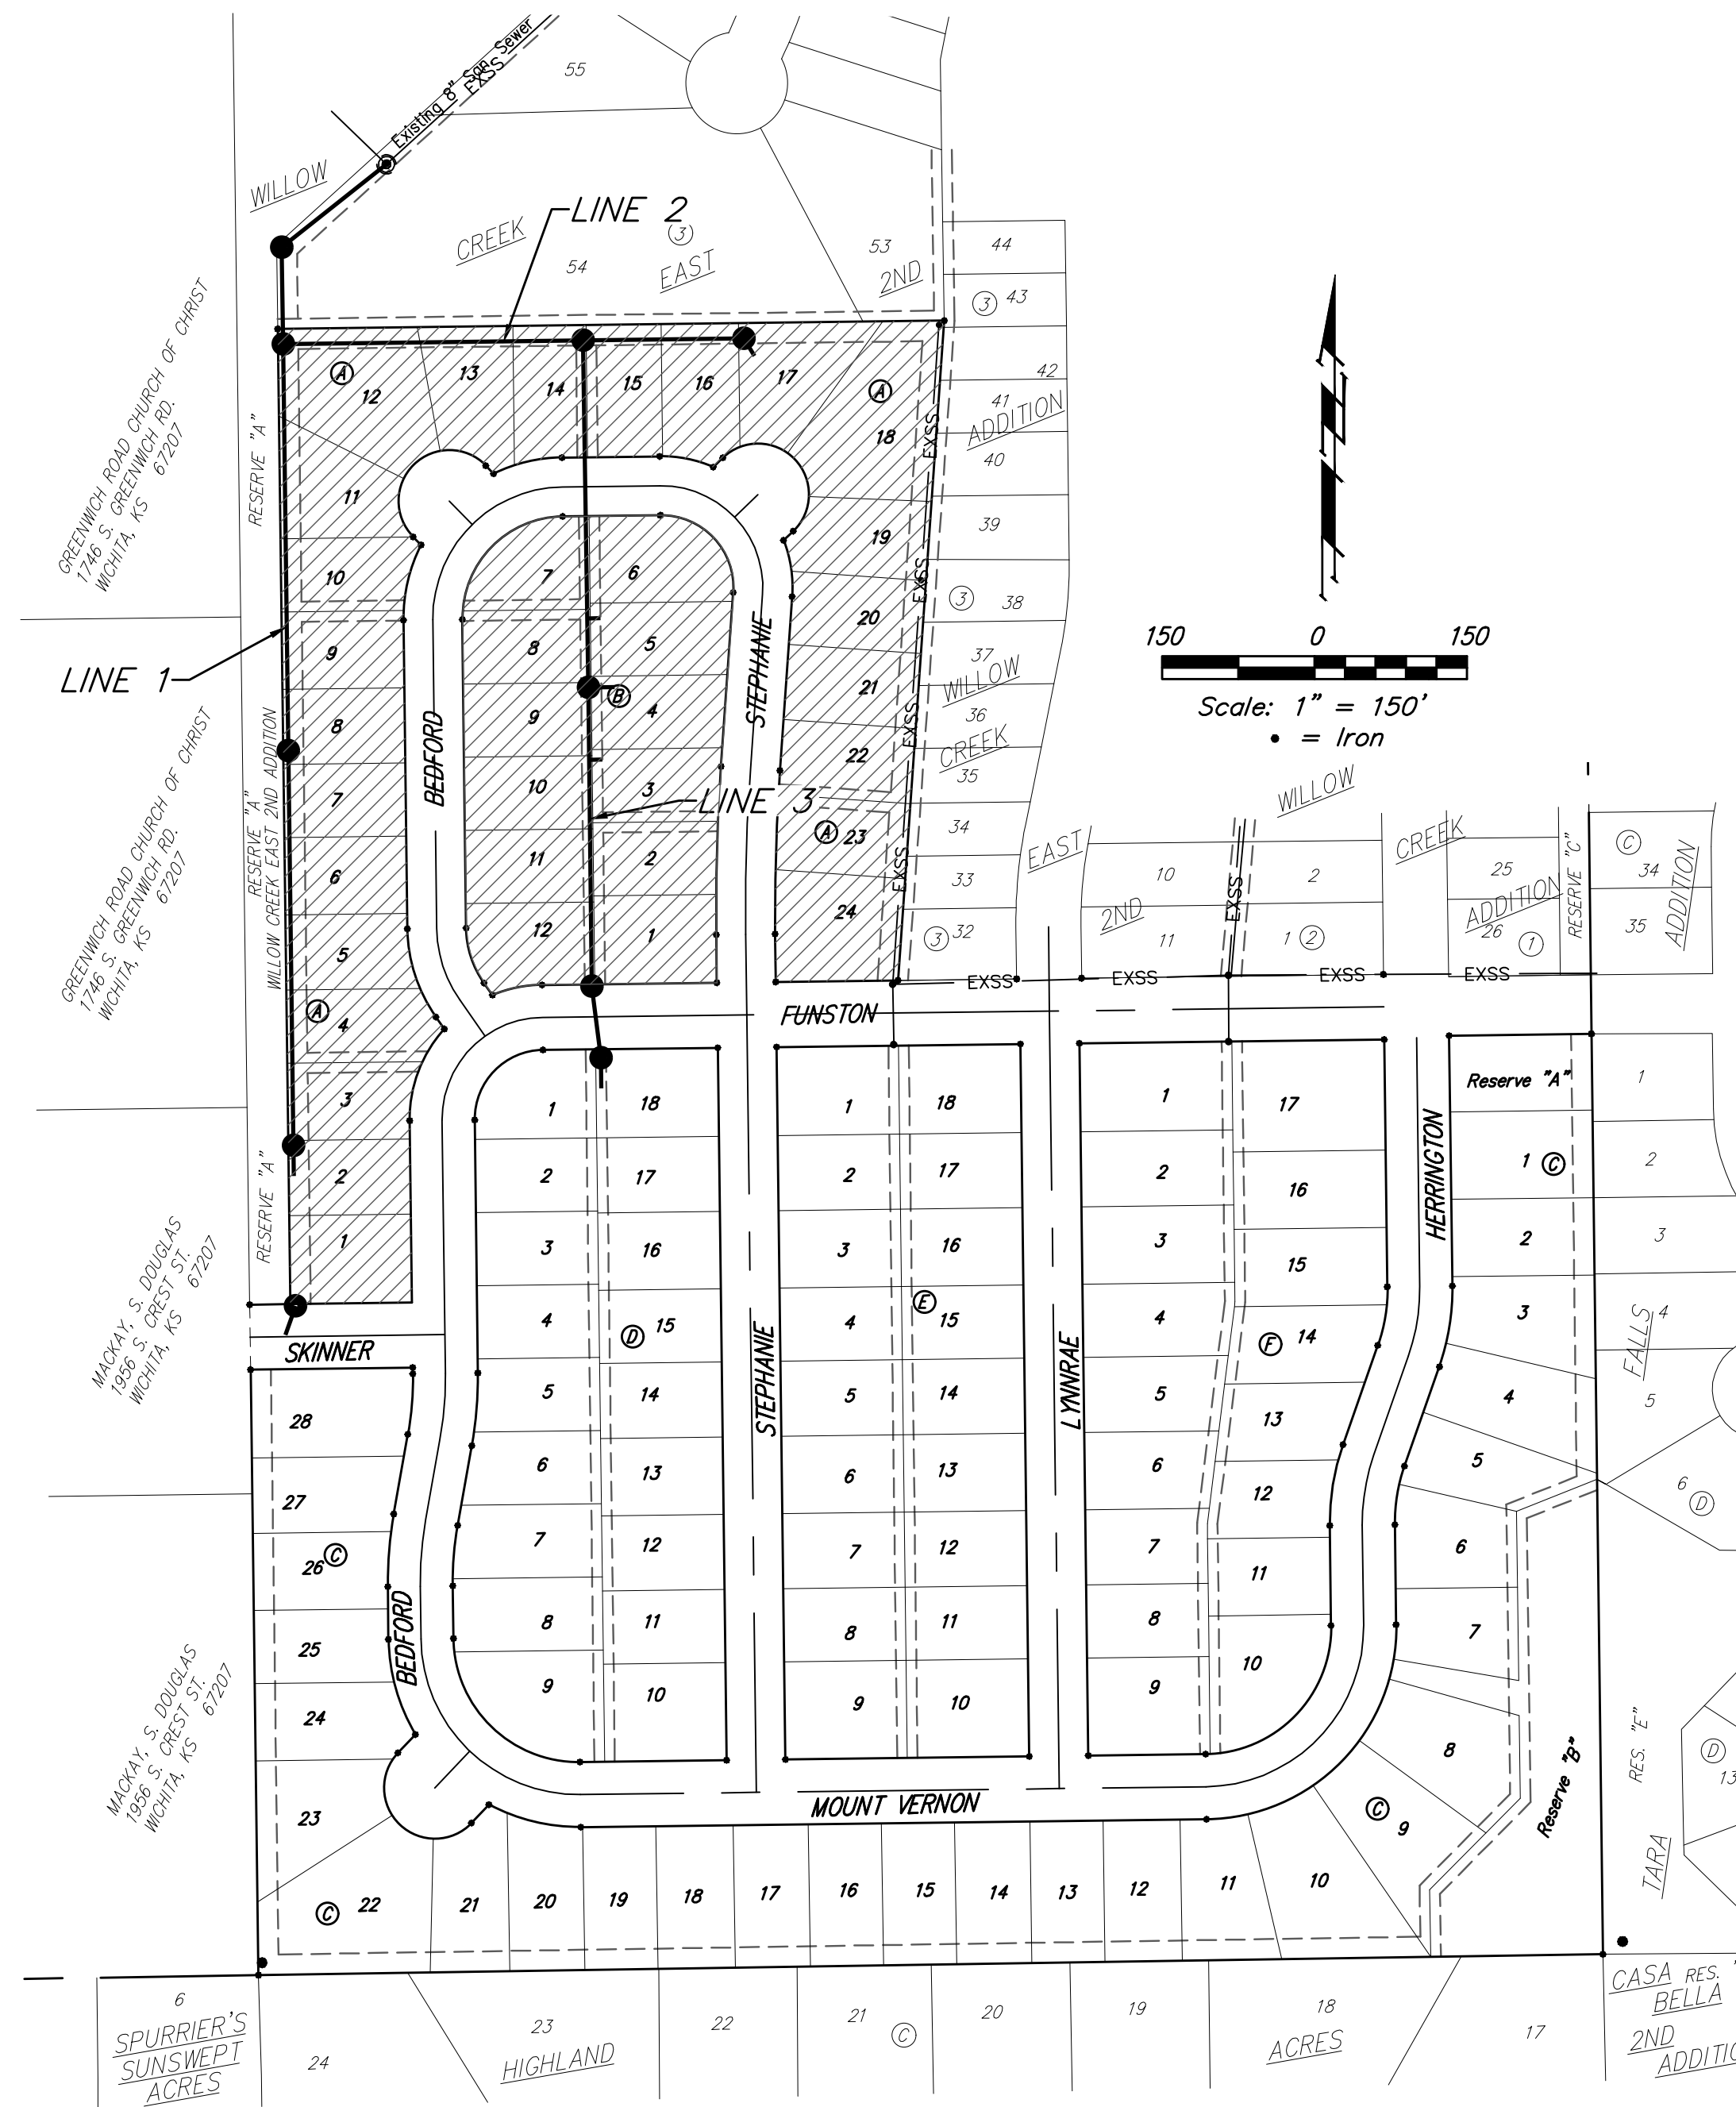 55
Existing 8" San Sewer
EXSS
WILLOW
LINE 2
CREEK
3
EAST
54
53
2ND
44
3
43
42
41
ADDITION
40
39
3
38
37
WILLOW
36
CREEK
35
34
33
3
32
GREENWICH ROAD CHURCH OF CHRIST
1746 S. GREENWICH RD.
WICHITA, KS 67207
RESERVE "A"
A
12
13
14
15
16
17
A
18
EXSS
11
10
9
8
7
6
5
A
4
3
2
1
19
EXSS
20
21
EXSS
22
A
23
EXSS
24
LINE 1
7
6
8
5
B
9
4
10
3
LINE 3
11
2
12
1
BEDFORD
STEPHANIE
GREENWICH ROAD CHURCH OF CHRIST
1746 S. GREENWICH RD.
WICHITA, KS 67207
RESERVE "A"
WILLOW CREEK EAST 2ND ADDITION
RESERVE "A"
150 0 150
Scale: 1" = 150'
• = Iron
WILLOW
EAST
CREEK
2ND
ADDITION
10
11
EXSS
2
1
2
25
26
1
RESERVE "C"
C
34
35
ADDITION
EXSS
EXSS
EXSS
EXSS
FUNSTON
MACKAY, S. DOUGLAS
1956 S. CREST ST.
WICHITA, KS 67207
SKINNER
1
18
2
17
3
16
4
D
15
5
14
6
13
7
12
8
11
9
10
STEPHANIE
1
18
2
17
3
16
E
4
15
5
14
6
13
7
12
8
11
9
10
LYNNRAE
1
17
2
16
3
15
4
F
14
5
13
6
12
7
11
8
10
9
HERRINGTON
Reserve "A"
1
C
2
3
4
5
6
7
8
C
9
10
Reserve "B"
1
2
3
4
FALLS
5
6
D
RES. "E"
D
13
TARA
28
27
26
C
25
24
23
BEDFORD
MACKAY, S. DOUGLAS
1956 S. CREST ST.
WICHITA, KS 67207
MOUNT VERNON
C
22
21
20
19
18
17
16
15
14
13
12
11
6
SPURRIER'S
SUNSWEPT
ACRES
24
23
HIGHLAND
22
21
C
20
19
18
ACRES
17
CASA
RES.
BELLA
2ND